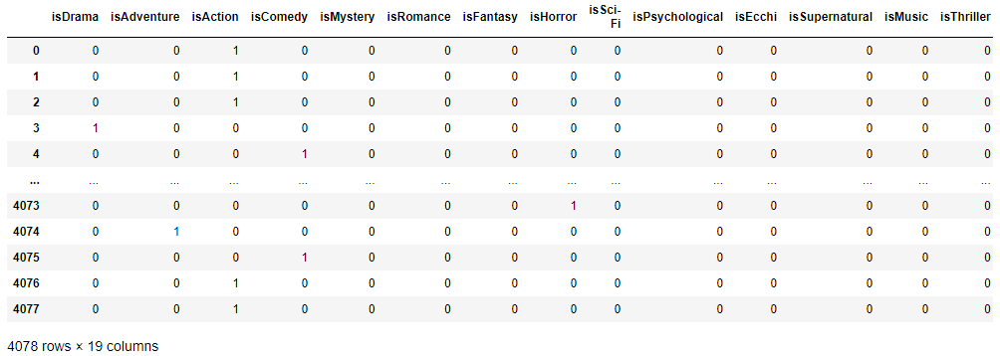 isDrama isAdventure isAction isComedy isMystery isRomance isFantasy isHorror isSci-Fi isPsychological isEcchi isSupernatural isMusic isThriller
0 0 0 1 0 0 0 0 0 0 0 0 0 0 0
1 0 0 1 0 0 0 0 0 0 0 0 0 0 0
2 0 0 1 0 0 0 0 0 0 0 0 0 0 0
3 1 0 0 0 0 0 0 0 0 0 0 0 0 0
4 0 0 0 1 0 0 0 0 0 0 0 0 0 0
... ... ... ... ... ... ... ... ... ... ... ... ... ... ...
4073 0 0 0 0 0 0 0 1 0 0 0 0 0 0
4074 0 1 0 0 0 0 0 0 0 0 0 0 0 0
4075 0 0 0 1 0 0 0 0 0 0 0 0 0 0
4076 0 0 1 0 0 0 0 0 0 0 0 0 0 0
4077 0 0 1 0 0 0 0 0 0 0 0 0 0 0
4078 rows × 19 columns